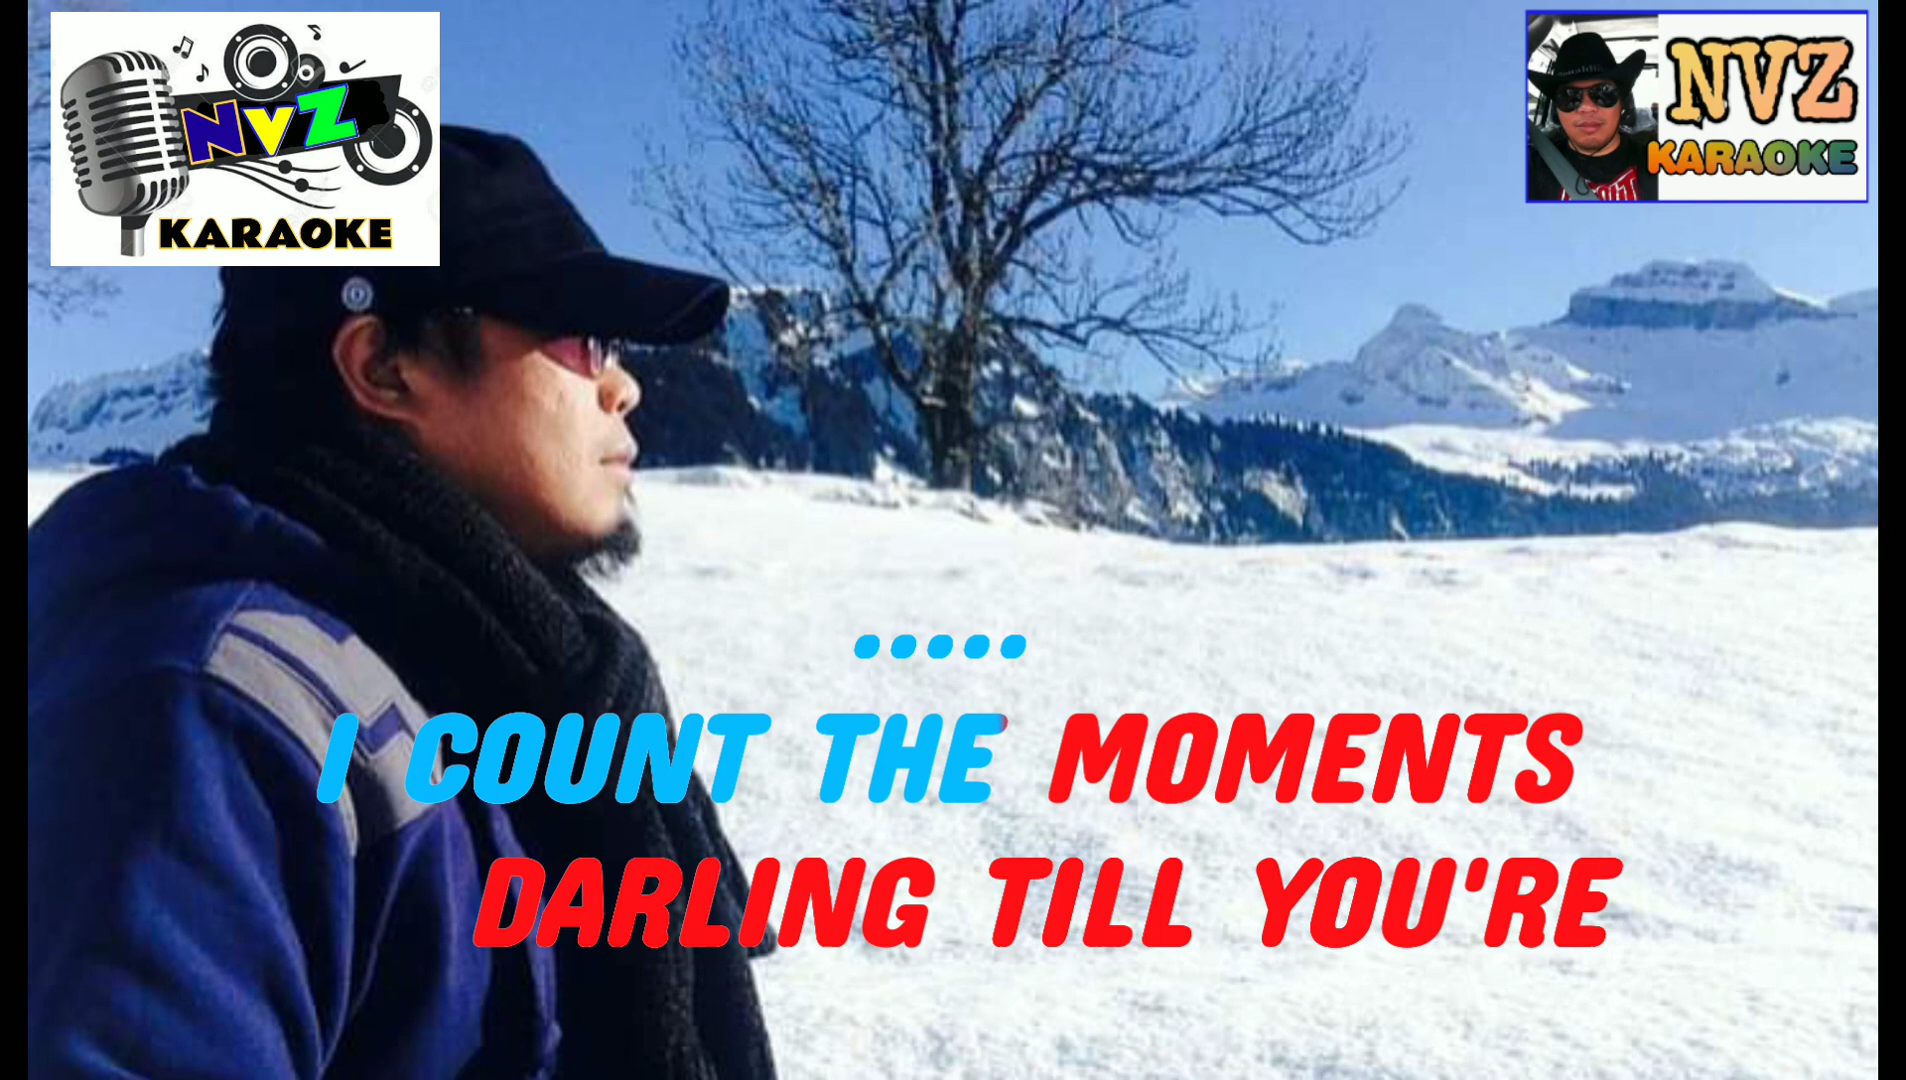 NVZ
KARAOKE
NVZ
KARAOKE
.....
I COUNT THE MOMENTS
DARLING TILL YOU'RE